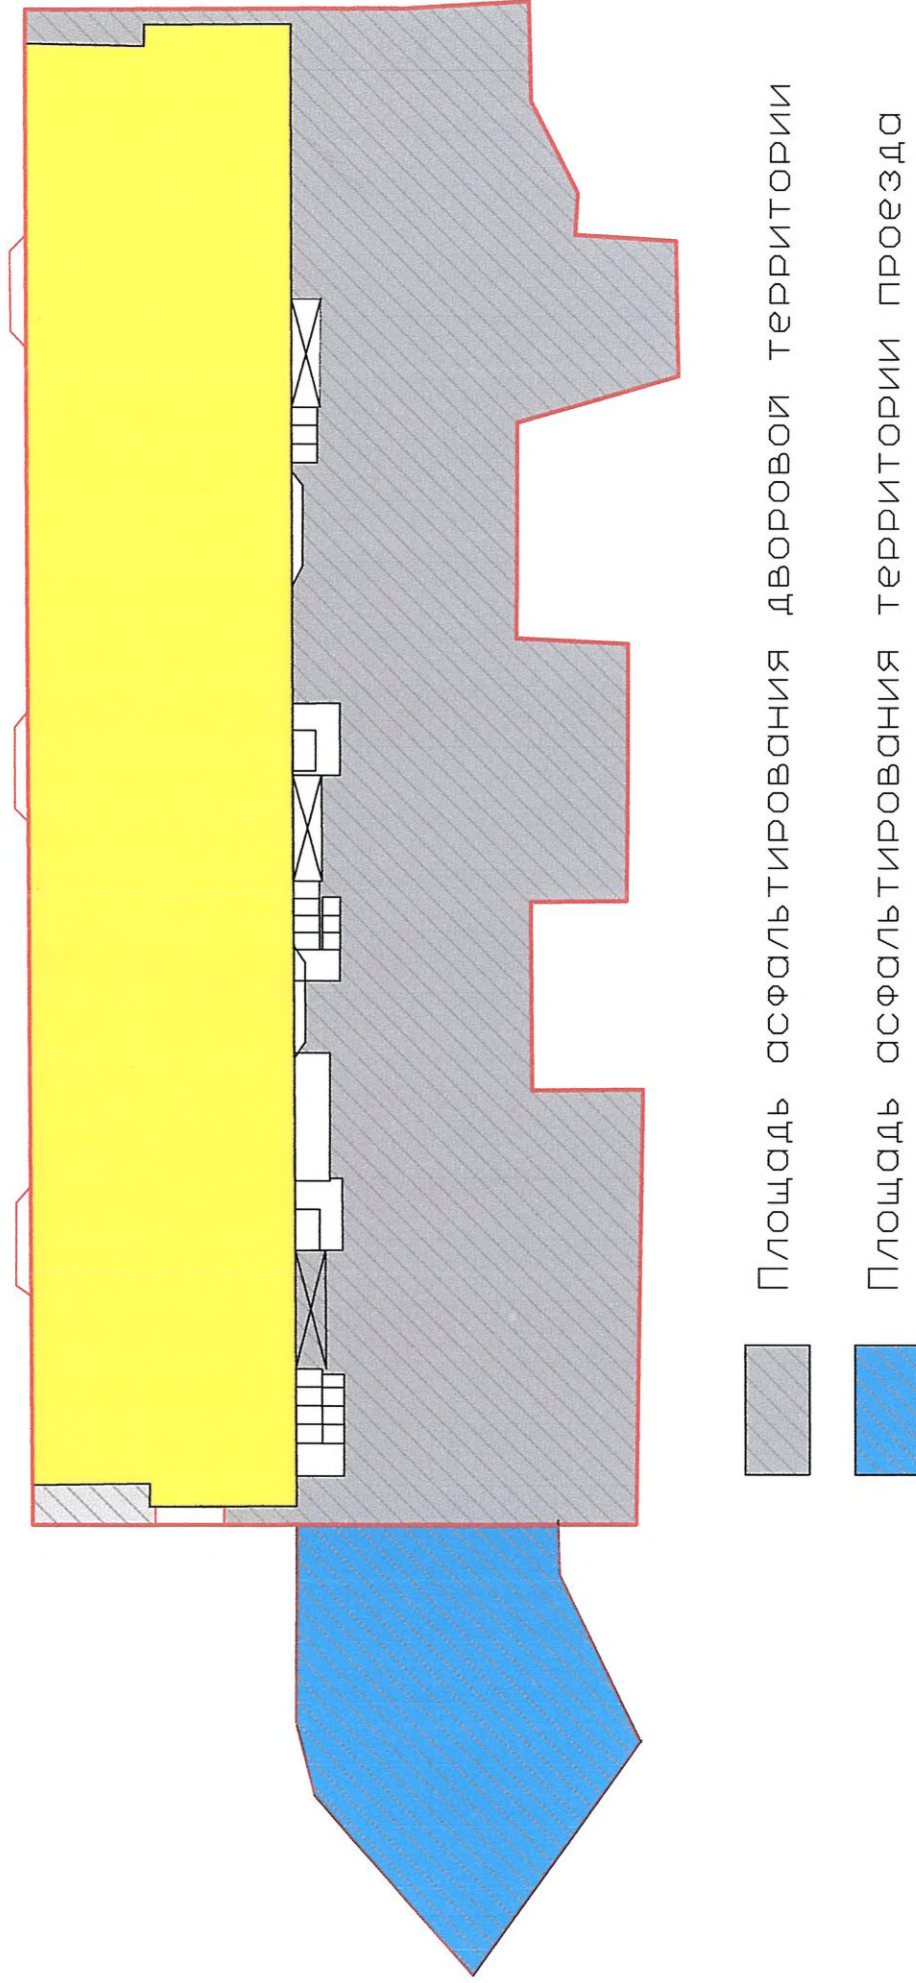 Площадь асфальтирования дворовой территории
Площадь асфальтирования территории проезда